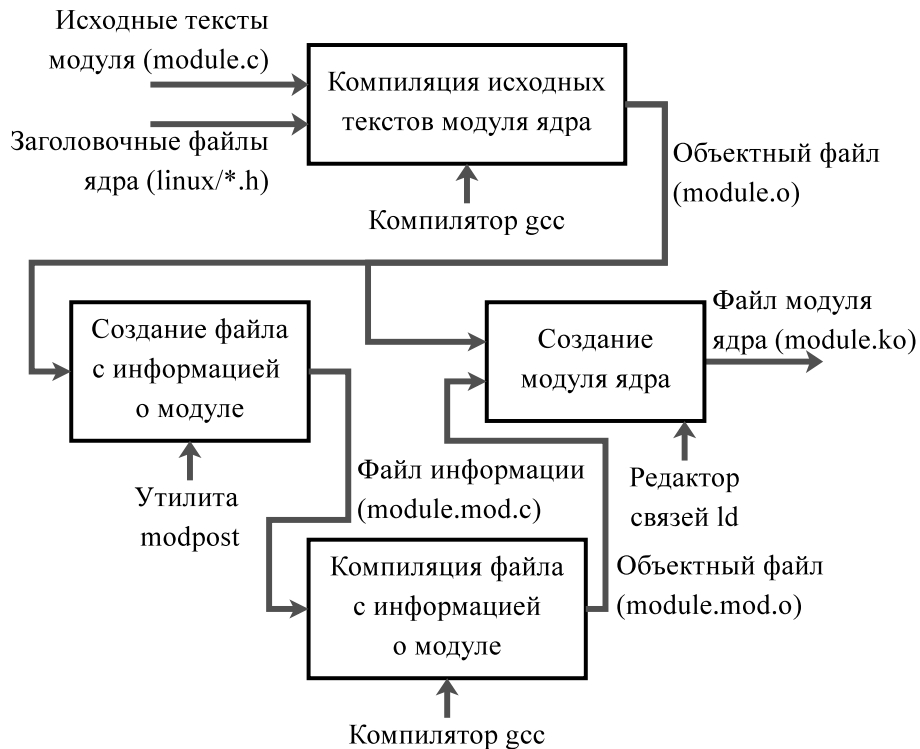 Исходные тексты
модуля (module.c)
Заголовочные файлы
ядра (linux/*.h)
Компиляция исходных
текстов модуля ядра
Компилятор gcc
Объектный файл
(module.o)
Создание файла
с информацией
о модуле
Утилита
modpost
Файл информации
(module.mod.c)
Создание
модуля ядра
Файл модуля
ядра (module.ko)
Редактор
связей ld
Компиляция файла
с информацией
о модуле
Объектный файл
(module.mod.o)
Компилятор gcc